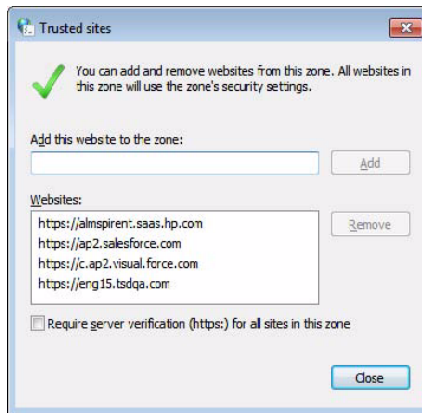 Trusted sites
You can add and remove websites from this zone. All websites in
this zone will use the zone's security settings.
Add this website to the zone:
Add
Websites:
https://almspirent.saas.hp.com
Remove
https://ap2.salesforce.com
https://c.ap2.visual.force.com
https://eng15.tsdqa.com
Require server verification (https:) for all sites in this zone
Close